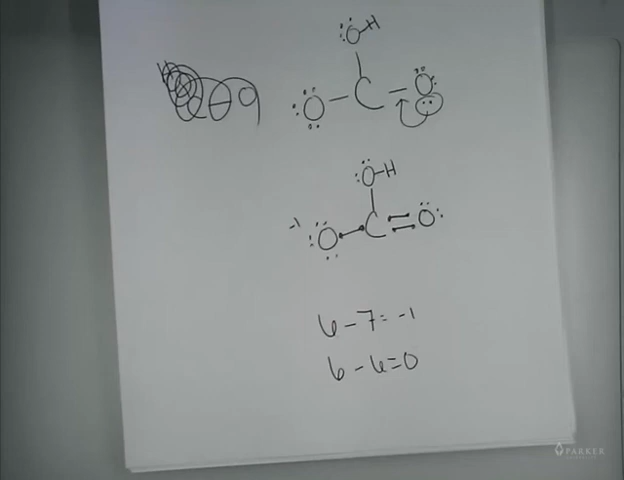 OH
O-C-O
OH
-1 O-C=O
6-7=-1
6-6=0
PARKER